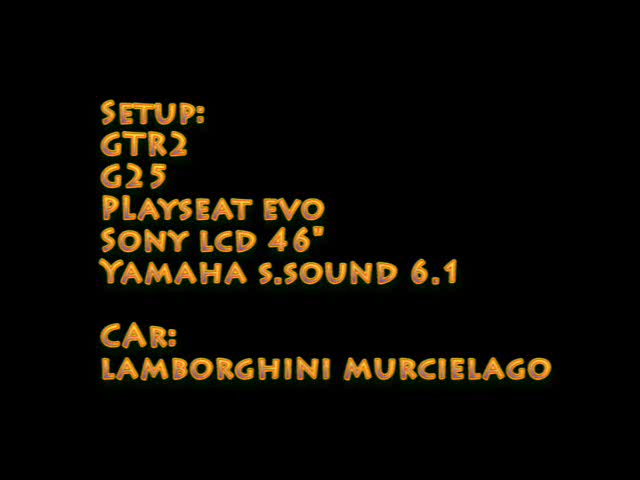 Setup:
GTR2
G25
Playseat evo
Sony lcd 46"
Yamaha s.sound 6.1
Car:
Lamborghini Murcielago